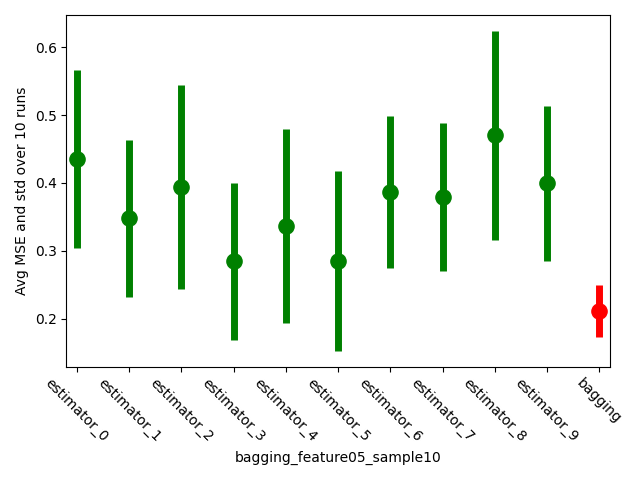 Avg MSE and std over 10 runs
0.6
0.5
0.4
0.3
0.2
estimator_0
estimator_1
estimator_2
estimator_3
estimator_4
estimator_5
estimator_6
estimator_7
estimator_8
estimator_9
bagging
bagging_feature05_sample10